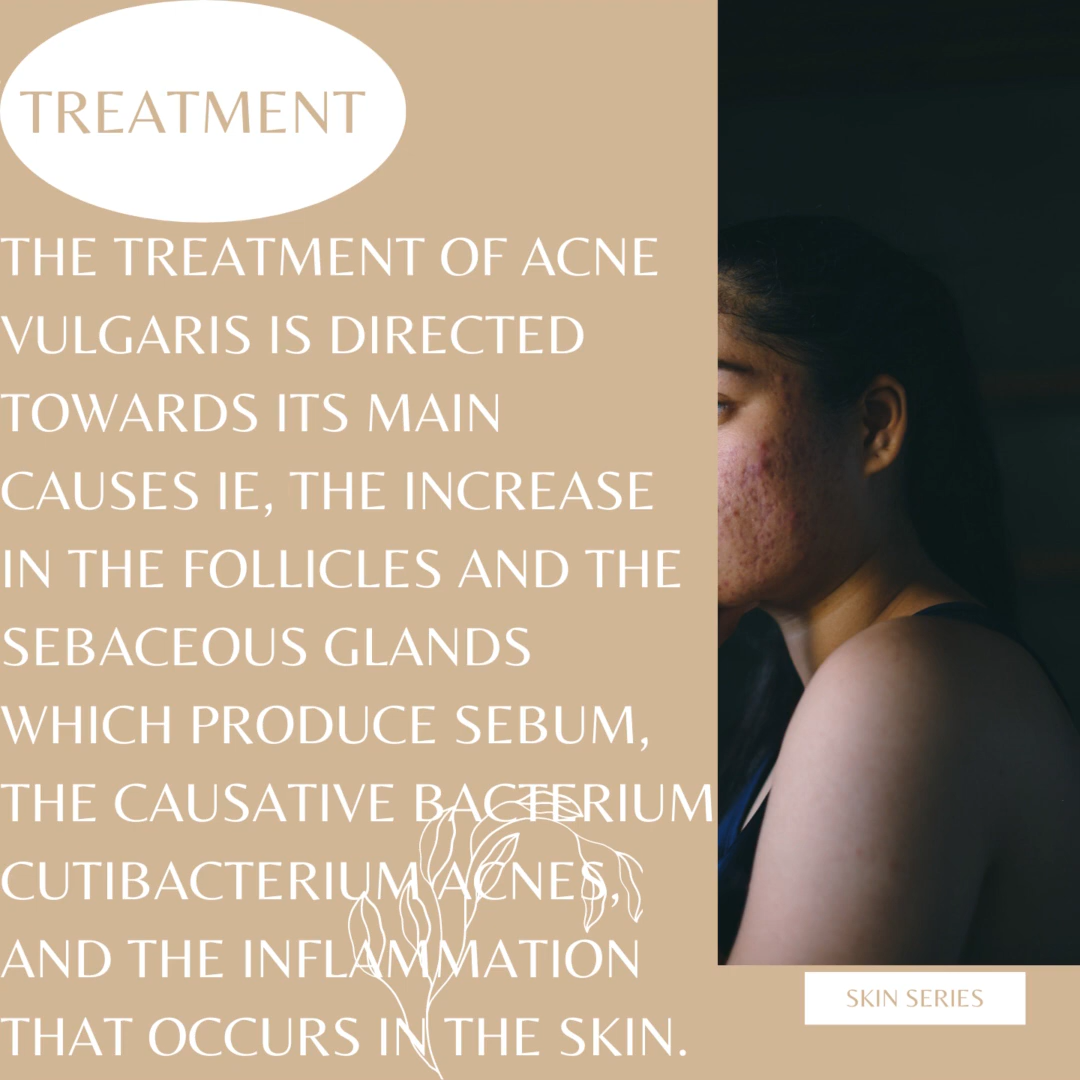 TREATMENT
THE TREATMENT OF ACNE
VULGARIS IS DIRECTED
TOWARDS ITS MAIN
CAUSES IE, THE INCREASE
IN THE FOLLICLES AND THE
SEBACEOUS GLANDS
WHICH PRODUCE SEBUM,
THE CAUSATIVE BACTERIUM
CUTIBACTERIUM ACNES,
AND THE INFLAMMATION
THAT OCCURS IN THE SKIN.
SKIN SERIES